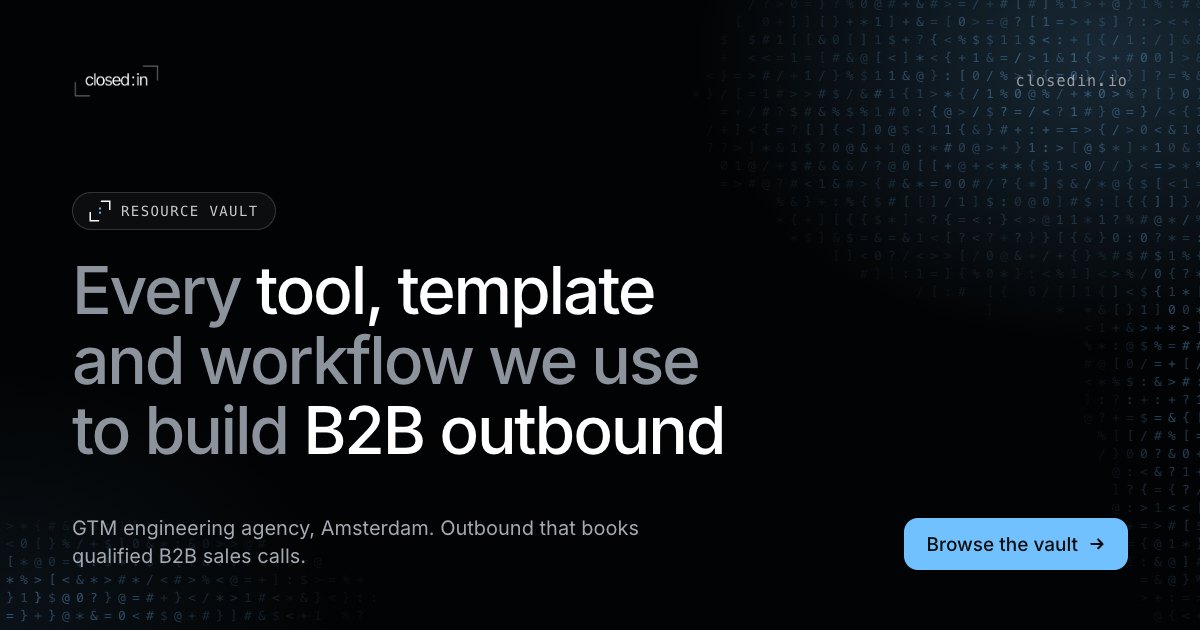 closed:in
closedin.io
RESOURCE VAULT
Every tool, template
and workflow we use
to build B2B outbound
GTM engineering agency, Amsterdam. Outbound that books
qualified B2B sales calls.
Browse the vault →